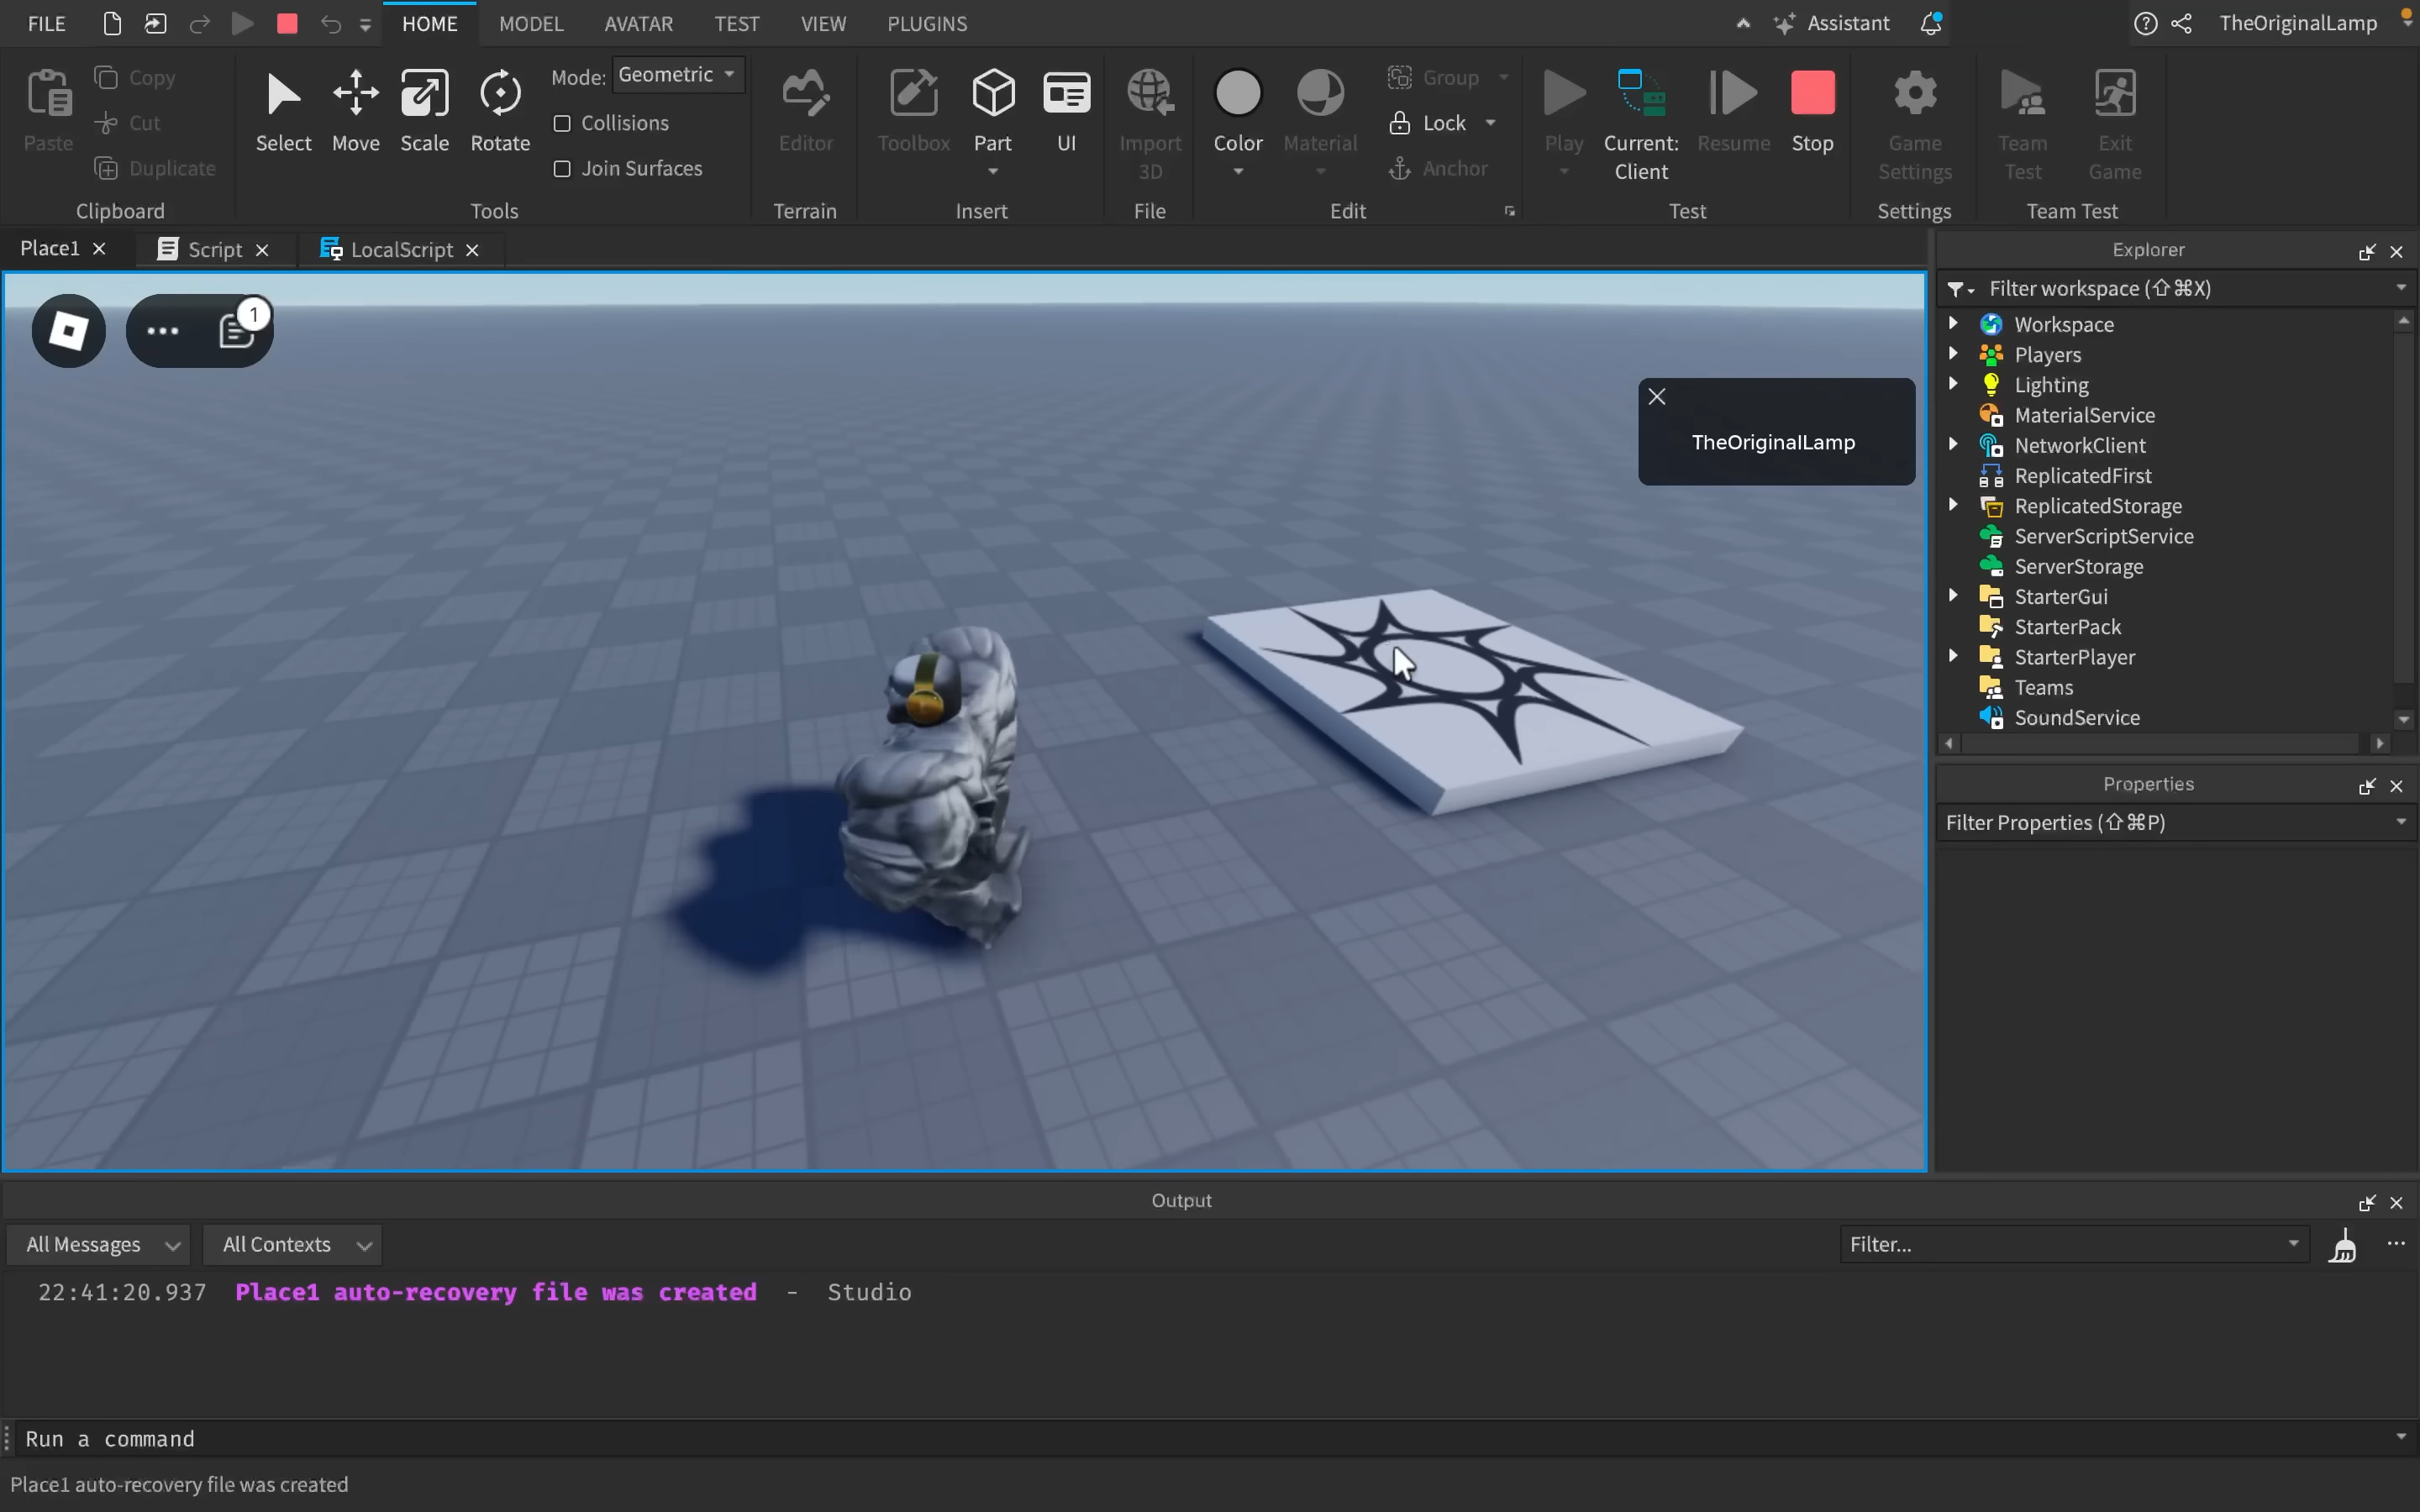 FILE
HOME
MODEL
AVATAR
TEST
VIEW
PLUGINS
Assistant
TheOriginalLamp
Paste
Copy
Cut
Duplicate
Clipboard
Select
Move
Scale
Rotate
Mode: Geometric
Collisions
Join Surfaces
Tools
Editor
Terrain
Toolbox
Part
UI
Insert
Import
3D
File
Color
Material
Group
Lock
Anchor
Edit
Play
Current:
Client
Resume
Stop
Test
Game
Settings
Settings
Team
Test
Exit
Game
Team Test
Place1
Script
LocalScript
1
TheOriginalLamp
Explorer
Filter workspace (⇧⌘X)
Workspace
Players
Lighting
MaterialService
NetworkClient
ReplicatedFirst
ReplicatedStorage
ServerScriptService
ServerStorage
StarterGui
StarterPack
StarterPlayer
Teams
SoundService
Properties
Filter Properties (⇧⌘P)
Output
All Messages
All Contexts
Filter...
22:41:20.937 Place1 auto-recovery file was created - Studio
Run a command
Place1 auto-recovery file was created